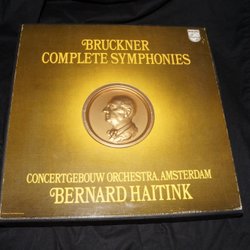 BRUCKNER
COMPLETE SYMPHONIES
CONCERTGEBOUW ORCHESTRA, AMSTERDAM
BERNARD HAITINK